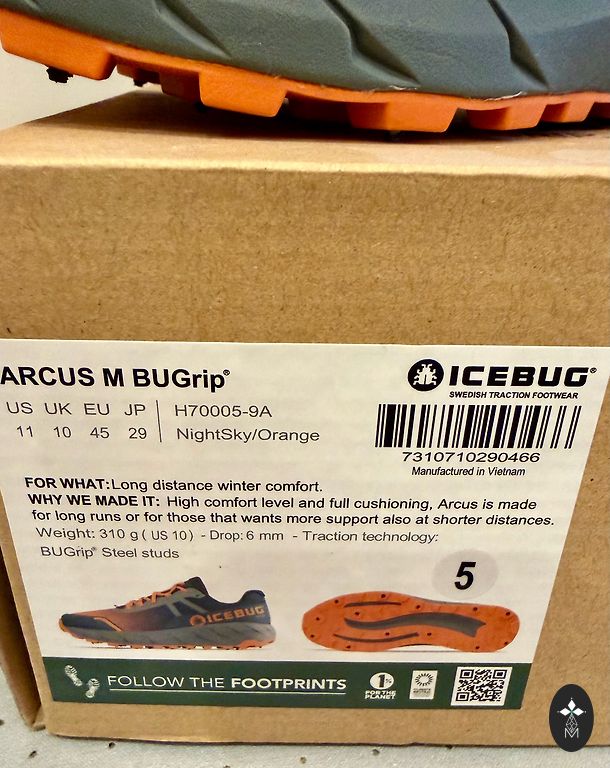 ARCUS M BUGrip®
ICEBUG®
SWEDISH TRACTION FOOTWEAR
US UK EU JP H70005-9A
11 10 45 29 NightSky/Orange
7310710290466
Manufactured in Vietnam
FOR WHAT: Long distance winter comfort.
WHY WE MADE IT: High comfort level and full cushioning, Arcus is made
for long runs or for those that wants more support also at shorter distances.
Weight: 310 g ( US 10) - Drop: 6 mm - Traction technology:
BUGrip® Steel studs
5
ICEBUG
FOLLOW THE FOOTPRINTS
1%
FOR THE
PLANET
M